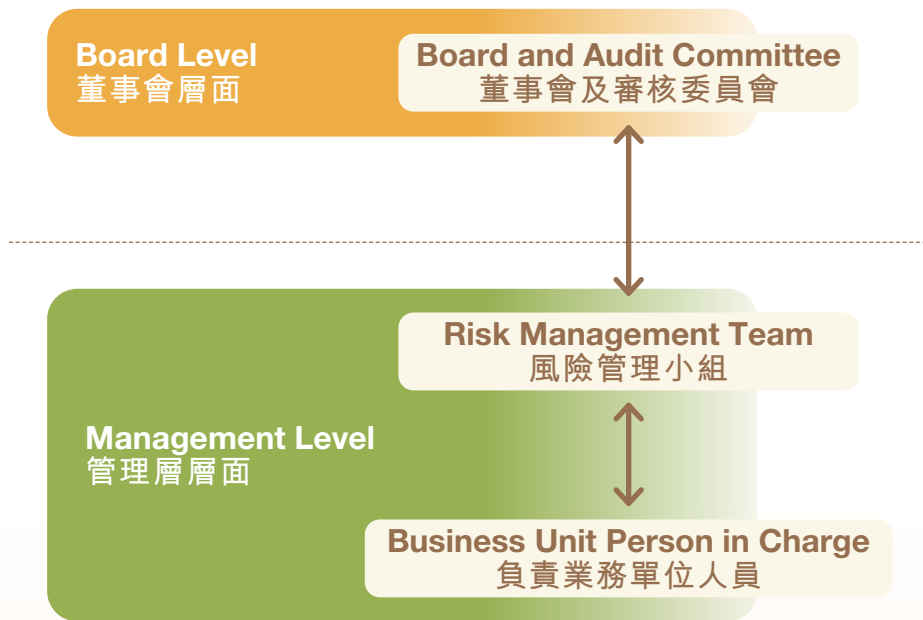 Board Level
董事會層面
Board and Audit Committee
董事會及審核委員會
Risk Management Team
風險管理小組
Management Level
管理層層面
Business Unit Person in Charge
負責業務單位人員